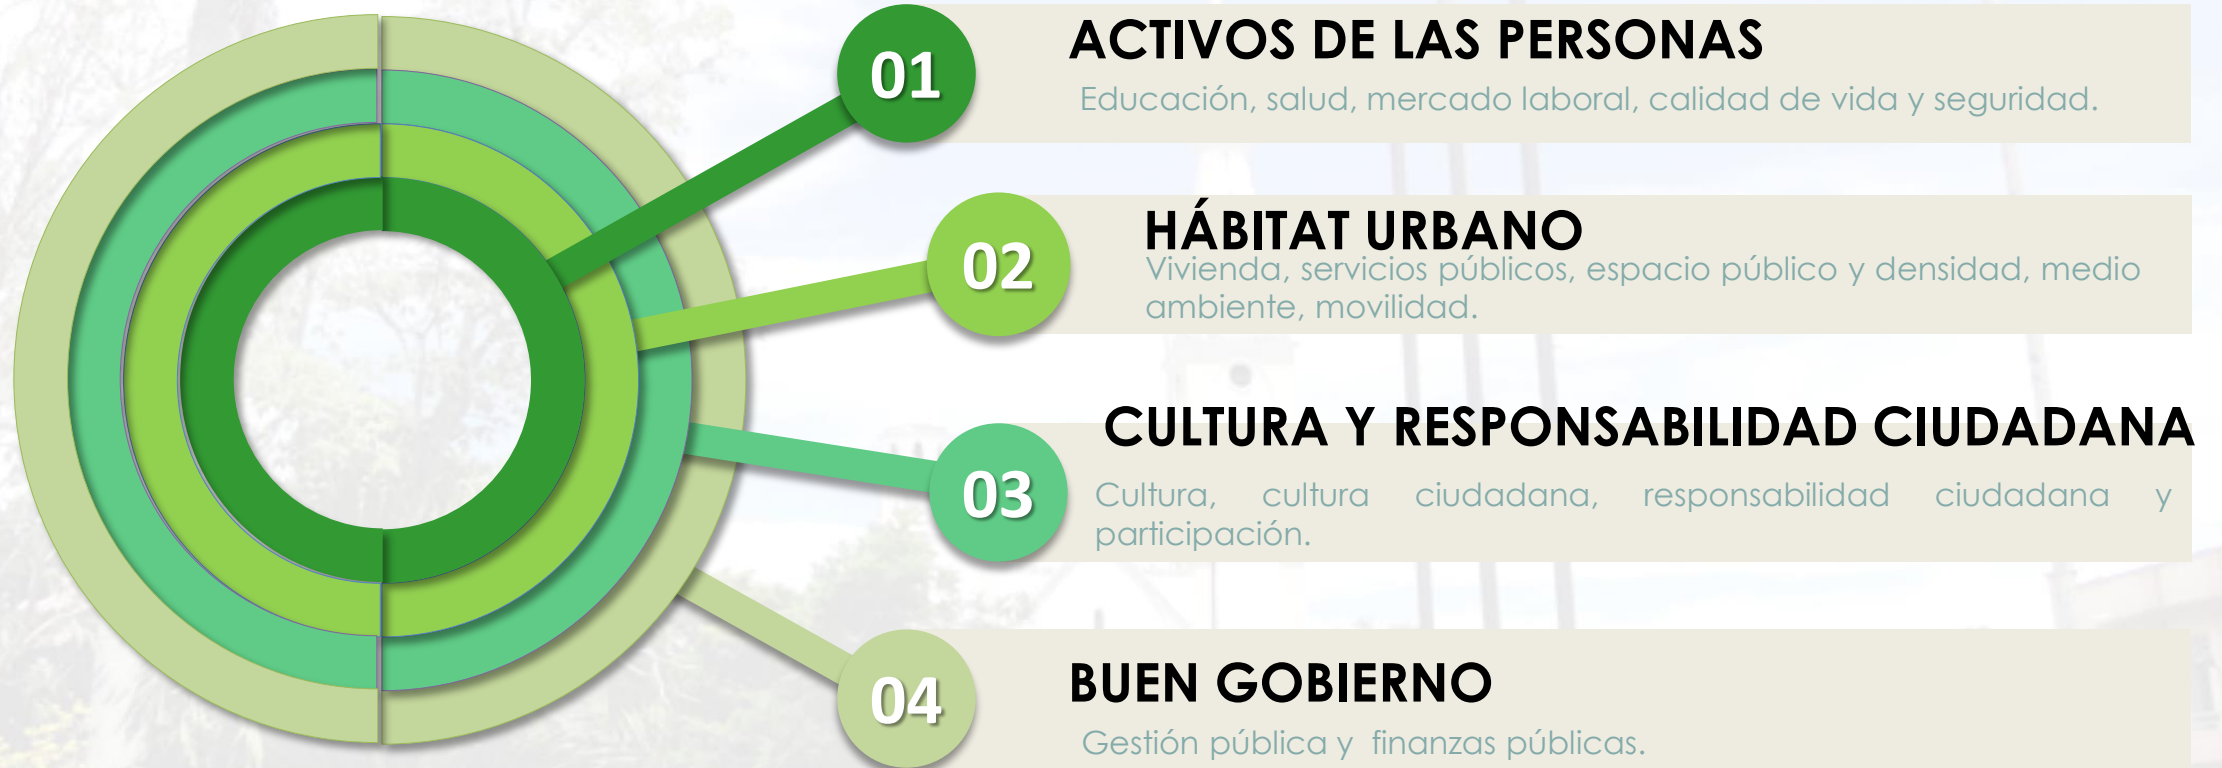 01
ACTIVOS DE LAS PERSONAS
Educación, salud, mercado laboral, calidad de vida y seguridad.
02
HÁBITAT URBANO
Vivienda, servicios públicos, espacio público y densidad, medio
ambiente, movilidad.
03
CULTURA Y RESPONSABILIDAD CIUDADANA
Cultura, cultura ciudadana, responsabilidad ciudadana y
participación.
04
BUEN GOBIERNO
Gestión pública y finanzas públicas.